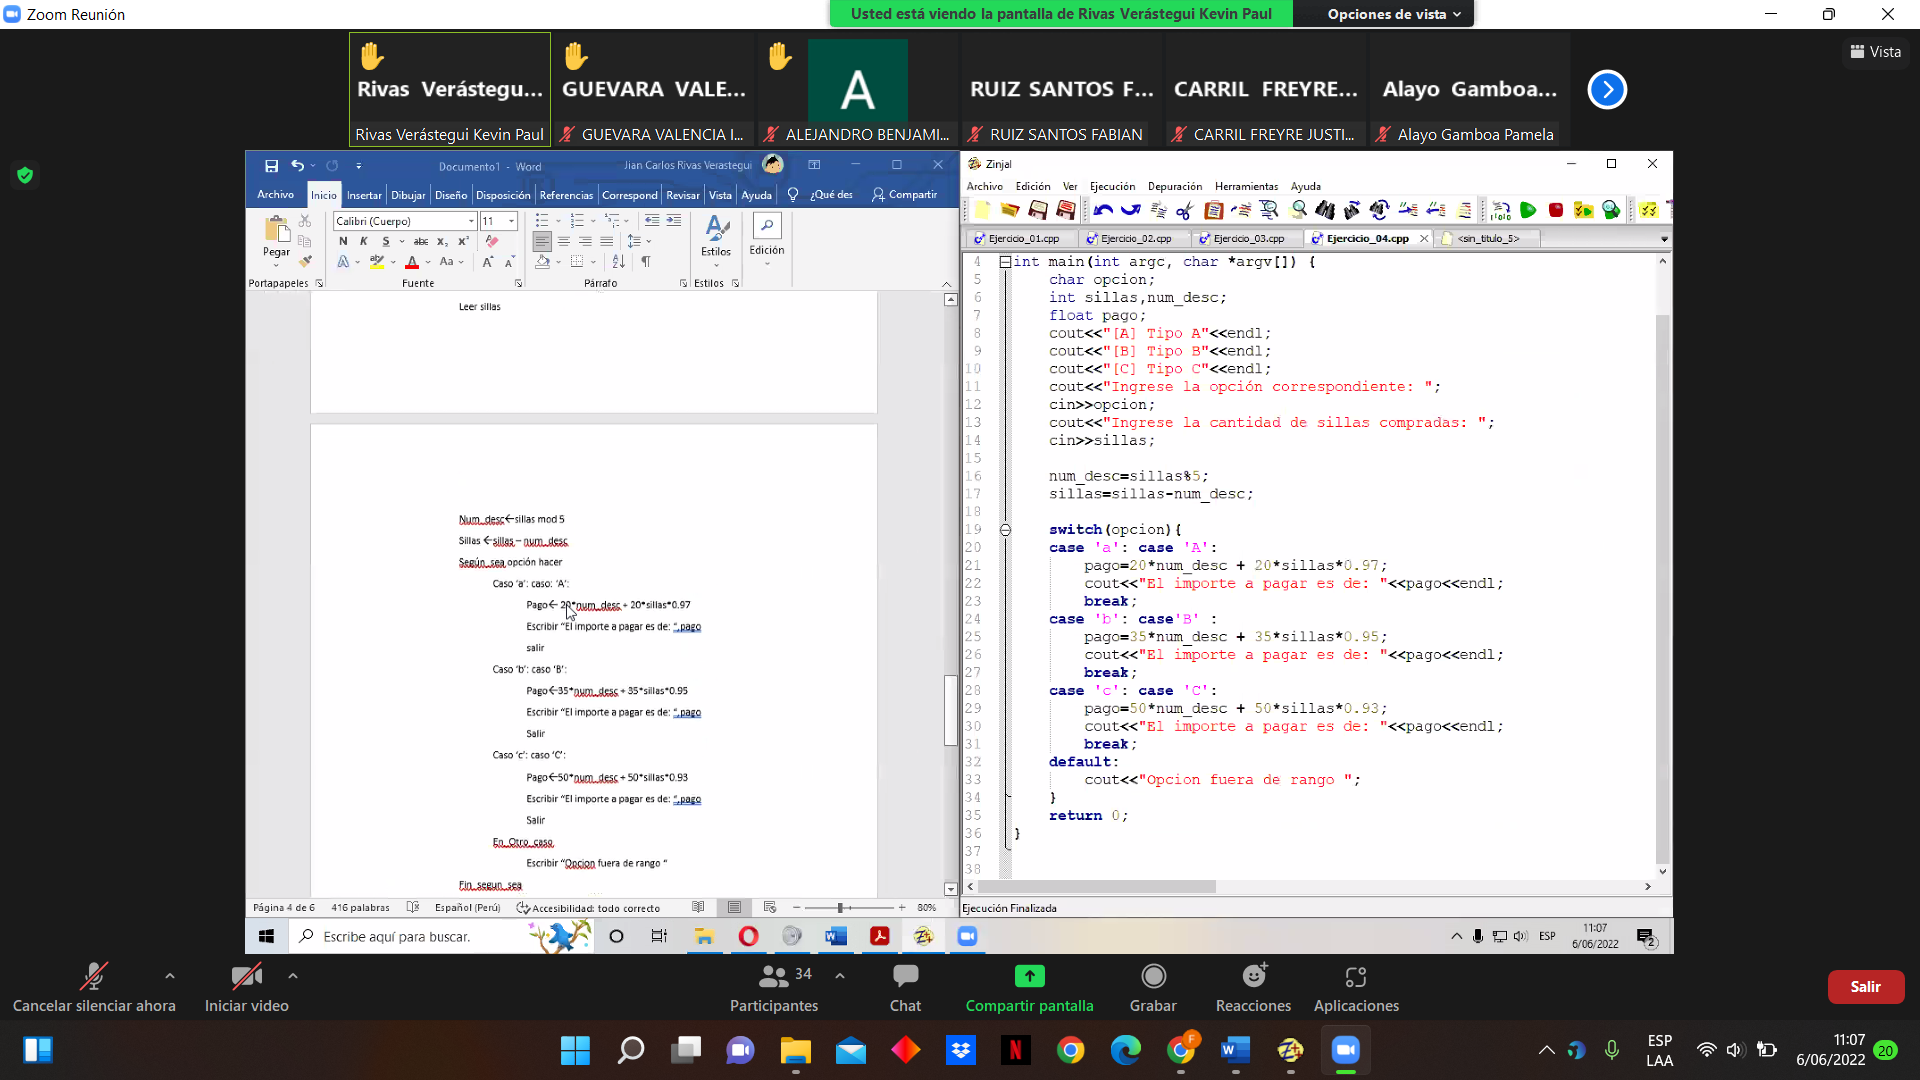 Zoom Reunión
Usted está viendo la pantalla de Rivas Verástegui Kevin Paul
Opciones de vista
Vista
Rivas Verástegu...
GUEVARA VALE...
A
RUIZ SANTOS F...
CARRIL FREYRE...
Alayo Gamboa...
Rivas Verástegui Kevin Paul
GUEVARA VALENCIA I...
ALEJANDRO BENJAMI...
RUIZ SANTOS FABIAN
CARRIL FREYRE JUSTI...
Alayo Gamboa Pamela
Documento1 - Word
Jian Carlos Rivas Verastegui
Archivo Inicio Insertar Dibujar Diseño Disposición Referencias Correspond Revisar Vista Ayuda ¿Qué des Compartir
Pegar
Calibri (Cuerpo) 11
N K S abc x₂ x²
A A Aa A A
Estilos
Edición
Portapapeles Fuente Párrafo Estilos
Leer sillas
Num_desc←sillas mod 5
Sillas ←sillas – num_desc
Según_sea opción hacer
Caso ‘a’: caso: ‘A’:
Pago← 20*num_desc + 20*sillas*0.97
Escribir “El importe a pagar es de: “,pago
salir
Caso ‘b’: caso ‘B’:
Pago←35*num_desc + 35*sillas*0.95
Escribir “El importe a pagar es de: “,pago
Salir
Caso ‘c’: caso ‘C’:
Pago←50*num_desc + 50*sillas*0.93
Escribir “El importe a pagar es de: “,pago
Salir
En_Otro_caso
Escribir “Opcion fuera de rango “
Fin_segun_sea
Página 4 de 6 416 palabras Español (Perú) Accesibilidad: todo correcto 80%
ZinjaI
Archivo Edición Ver Ejecución Depuración Herramientas Ayuda
Ejercicio_01.cpp Ejercicio_02.cpp Ejercicio_03.cpp Ejercicio_04.cpp <sin_titulo_5>
4 int main(int argc, char *argv[]) {
5 char opcion;
6 int sillas,num_desc;
7 float pago;
8 cout<<"[A] Tipo A"<<endl;
9 cout<<"[B] Tipo B"<<endl;
10 cout<<"[C] Tipo C"<<endl;
11 cout<<"Ingrese la opción correspondiente: ";
12 cin>>opcion;
13 cout<<"Ingrese la cantidad de sillas compradas: ";
14 cin>>sillas;
15
16 num_desc=sillas%5;
17 sillas=sillas-num_desc;
18
19 switch(opcion){
20 case 'a': case 'A':
21 pago=20*num_desc + 20*sillas*0.97;
22 cout<<"El importe a pagar es de: "<<pago<<endl;
23 break;
24 case 'b': case'B' :
25 pago=35*num_desc + 35*sillas*0.95;
26 cout<<"El importe a pagar es de: "<<pago<<endl;
27 break;
28 case 'c': case 'C':
29 pago=50*num_desc + 50*sillas*0.93;
30 cout<<"El importe a pagar es de: "<<pago<<endl;
31 break;
32 default:
33 cout<<"Opcion fuera de rango ";
34 }
35 return 0;
36 }
37
38
Ejecución Finalizada
Escribe aquí para buscar.
ESP
11:07
6/06/2022
2
Cancelar silenciar ahora
Iniciar video
34
Participantes
Chat
Compartir pantalla
Grabar
Reacciones
Aplicaciones
Salir
ESP
LAA
11:07
6/06/2022
20